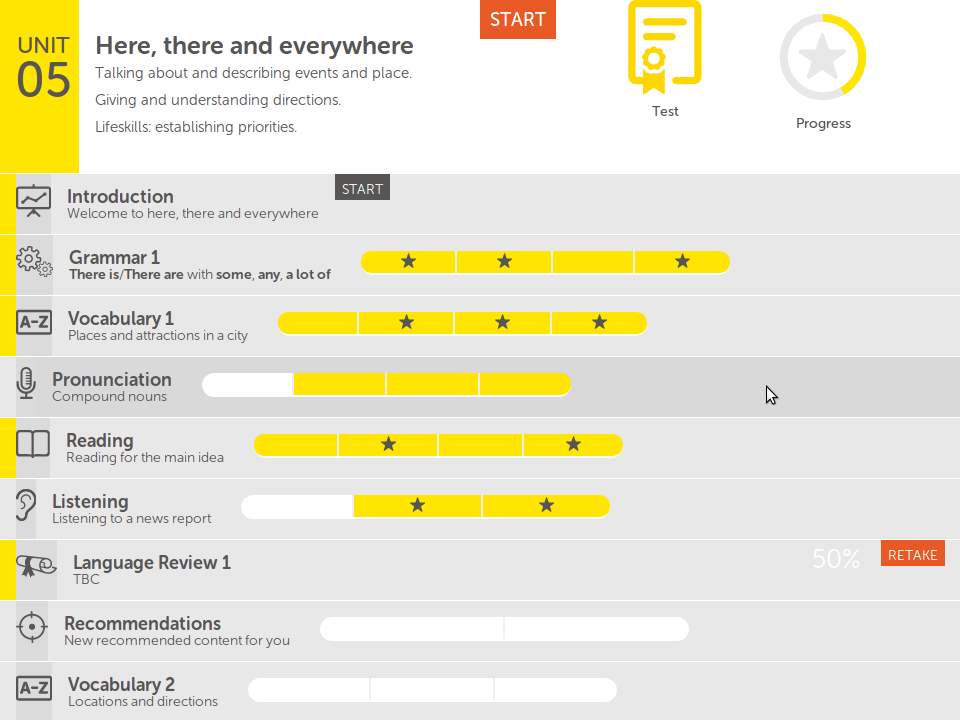 UNIT
05
Here, there and everywhere
Talking about and describing events and place.
Giving and understanding directions.
Lifeskills: establishing priorities.
START
Test
Progress
Introduction
Welcome to here, there and everywhere
START
Grammar 1
There is/There are with some, any, a lot of
A-Z
Vocabulary 1
Places and attractions in a city
Pronunciation
Compound nouns
Reading
Reading for the main idea
Listening
Listening to a news report
Language Review 1
TBC
50%
RETAKE
Recommendations
New recommended content for you
A-Z
Vocabulary 2
Locations and directions